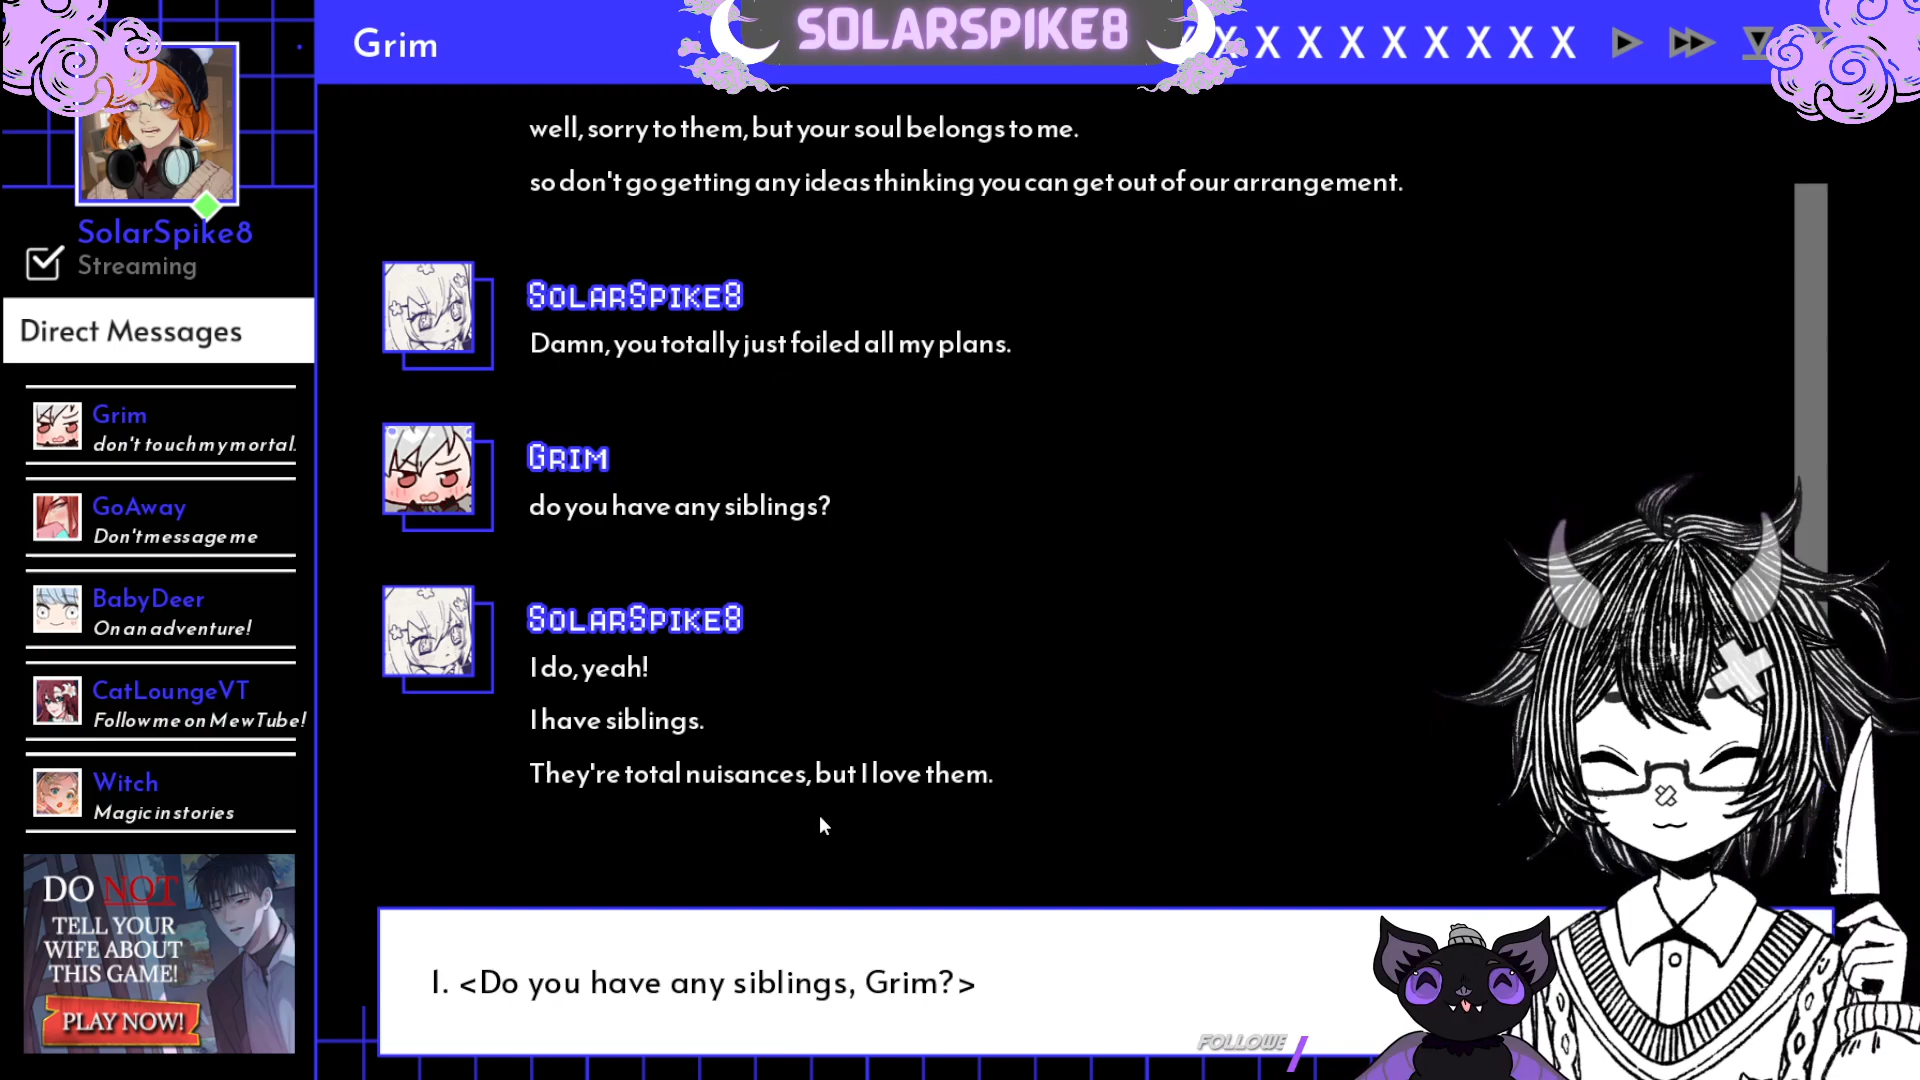 Grim
SOLARSPIKE8
X X X X X X X X X
SolarSpike8
Streaming
Direct Messages
Grim
don't touch my mortal.
GoAway
Don't message me
BabyDeer
On an adventure!
CatLoungeVT
Follow me on MewTube!
Witch
Magic in stories
DO NOT
TELL YOUR
WIFE ABOUT
THIS GAME!
PLAY NOW!
well, sorry to them, but your soul belongs to me.
so don't go getting any ideas thinking you can get out of our arrangement.
SOLARSPIKE8
Damn, you totally just foiled all my plans.
GRIM
do you have any siblings?
SOLARSPIKE8
I do, yeah!
I have siblings.
They're total nuisances, but I love them.
1. <Do you have any siblings, Grim?>